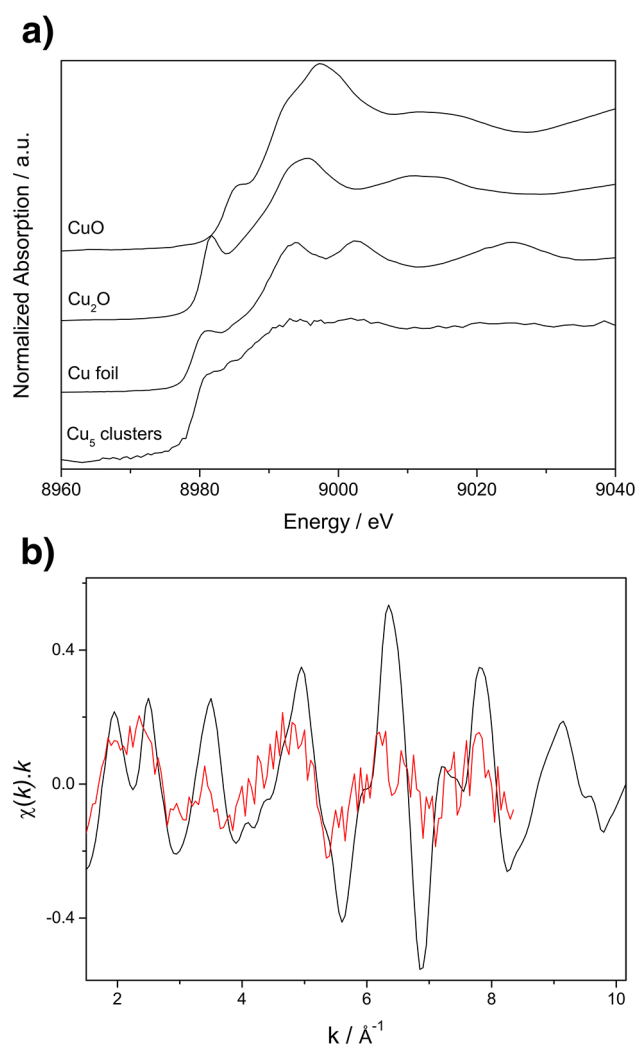 a)
Normalized Absorption / a.u.
CuO
Cu₂O
Cu foil
Cu₅ clusters
8960 8980 9000 9020 9040
Energy / eV
b)
χ(k).k
0.4
0.0
-0.4
2 4 6 8 10
k / Å⁻¹